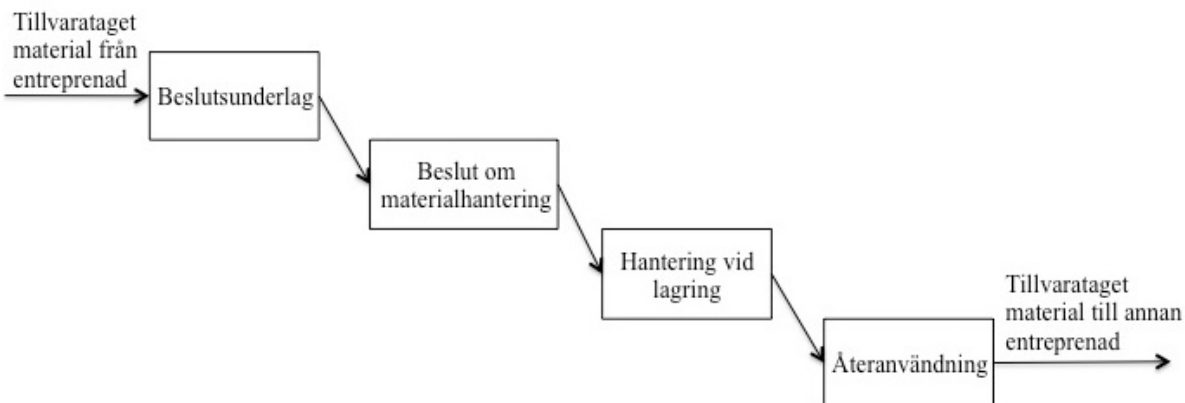 Tillvarataget
material från
entreprenad
Beslutsunderlag
Beslut om
materialhantering
Hantering vid
lagring
Återanvändning
Tillvarataget
material till annan
entreprenad